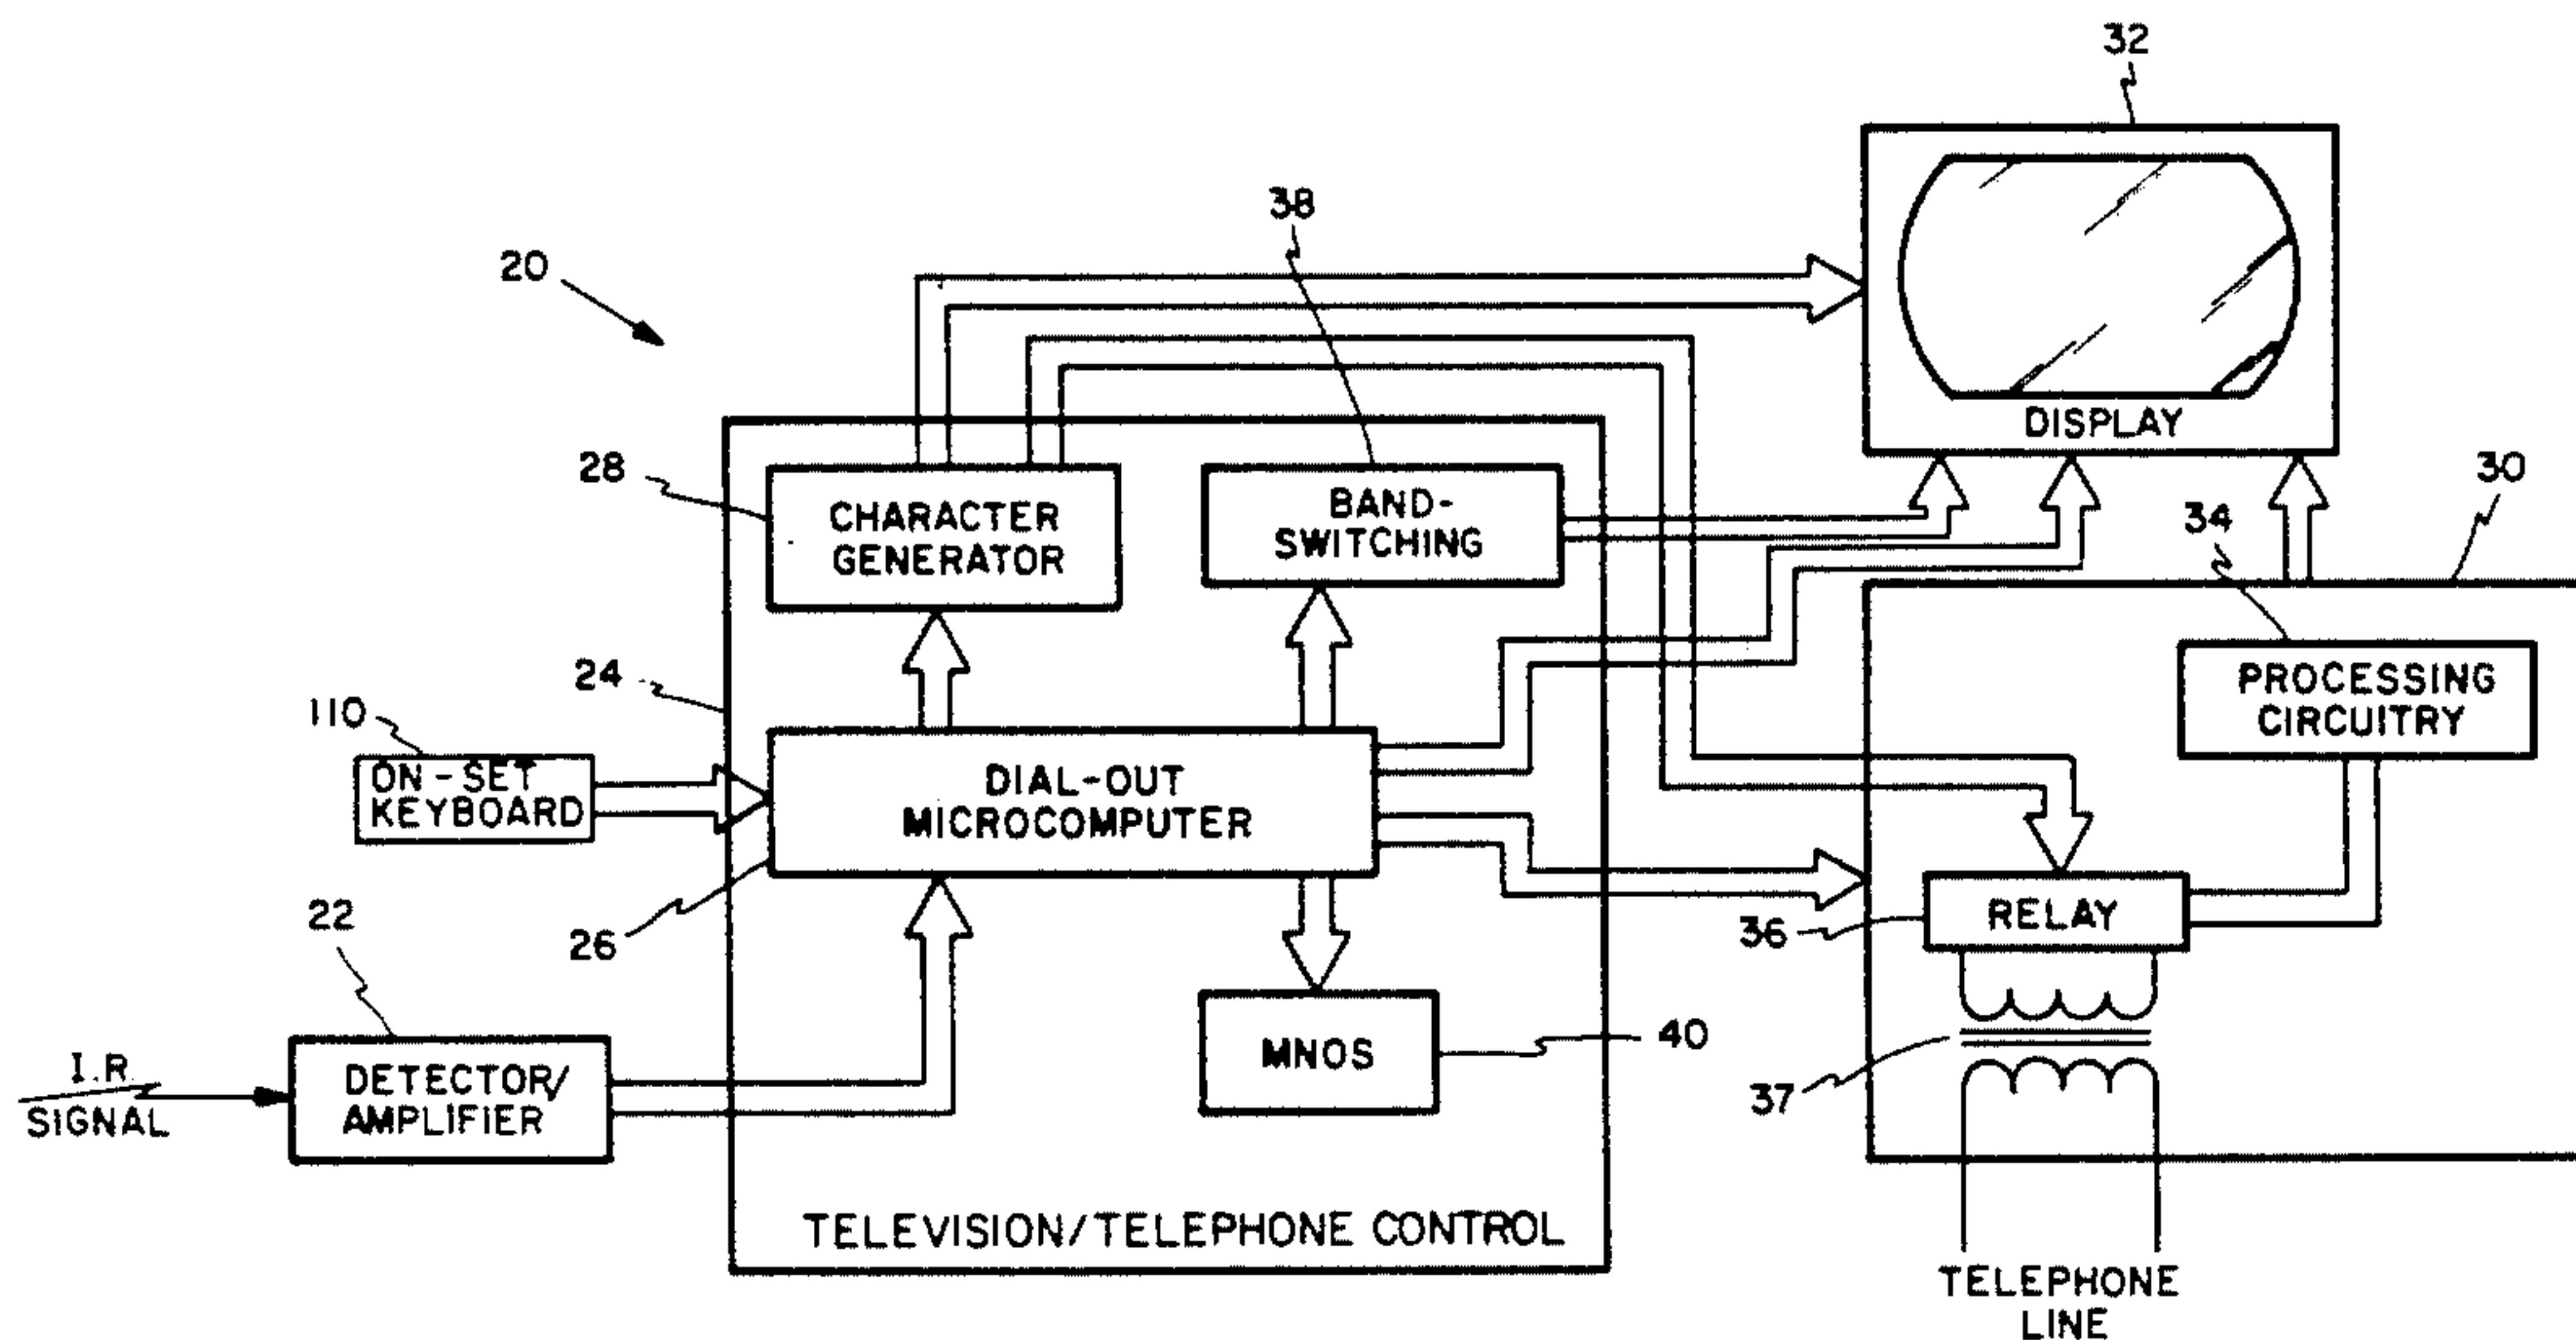 32
38
20
DISPLAY
30
28
CHARACTER
GENERATOR
BAND-
SWITCHING
34
24
PROCESSING
CIRCUITRY
110
ON-SET
KEYBOARD
DIAL-OUT
MICROCOMPUTER
22
26
36
RELAY
I.R.
SIGNAL
DETECTOR/
AMPLIFIER
MNOS
40
37
TELEVISION/TELEPHONE CONTROL
TELEPHONE
LINE